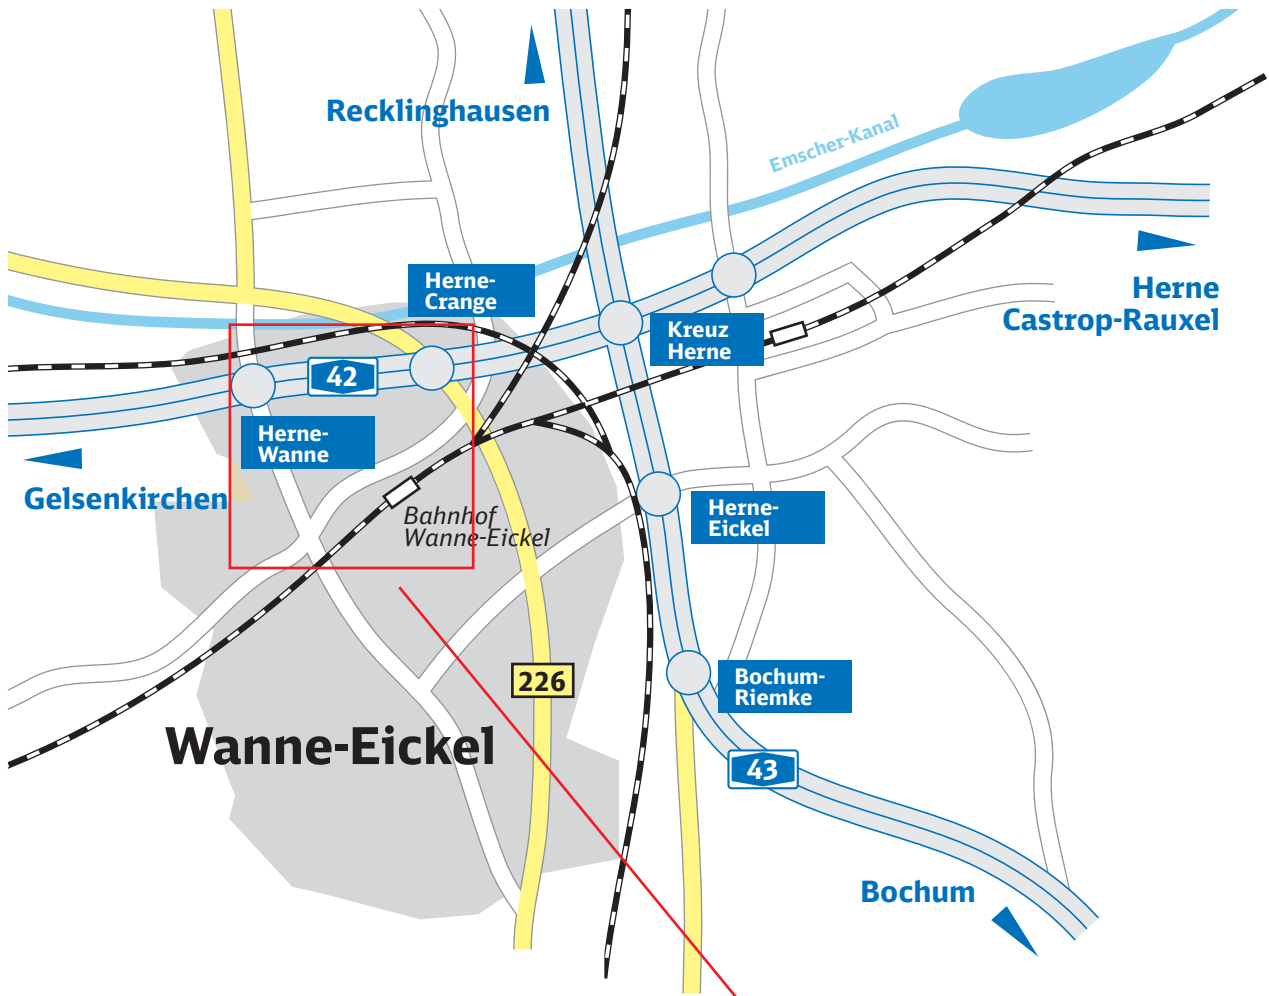 Recklinghausen
Emscher-Kanal
Herne-
Crange
Herne
Castrop-Rauxel
Kreuz
Herne
42
Herne-
Wanne
Gelsenkirchen
Bahnhof
Wanne-Eickel
Herne-
Eickel
226
Bochum-
Riemke
Wanne-Eickel
43
Bochum